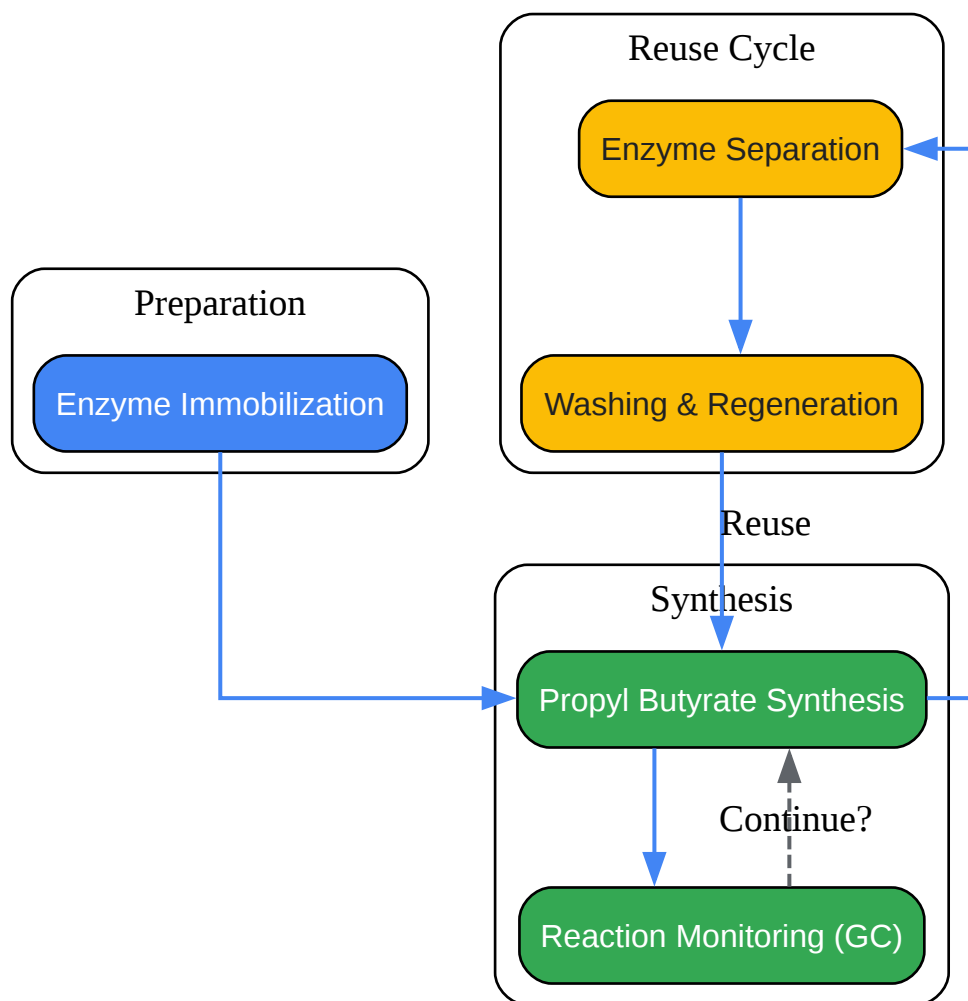 Reuse Cycle
Enzyme Separation
Preparation
Enzyme Immobilization
Washing & Regeneration
Reuse
Synthesis
Propyl Butyrate Synthesis
Continue?
Reaction Monitoring (GC)